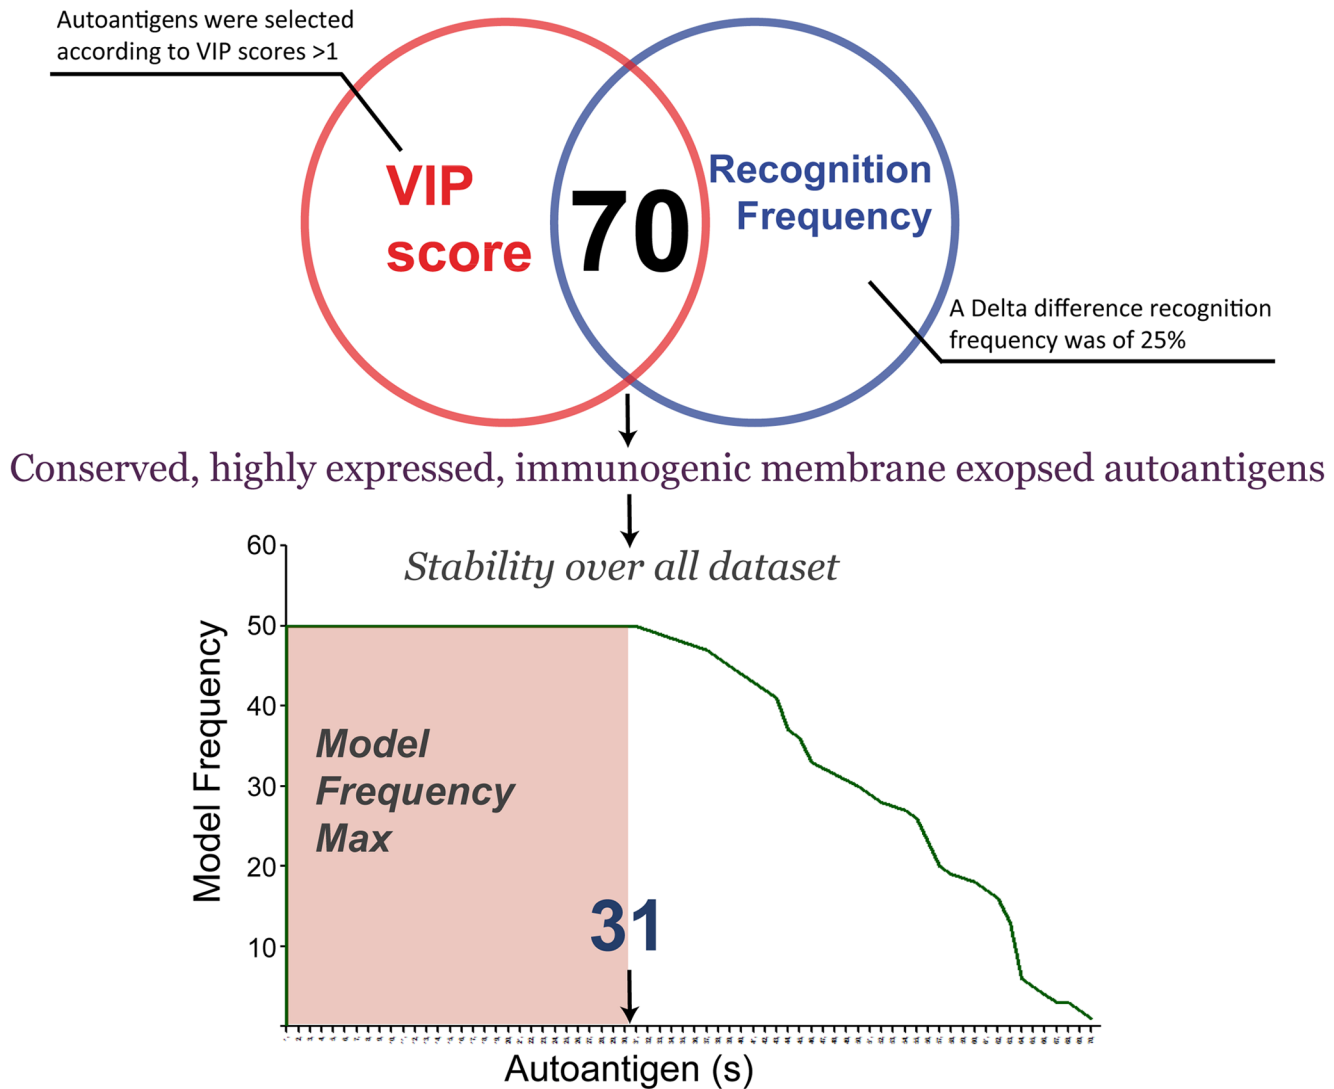 Autoantigens were selected
according to VIP scores >1
VIP
score
70
Recognition
Frequency
A Delta difference recognition
frequency was of 25%
Conserved, highly expressed, immunogenic membrane exopsed autoantigens
Stability over all dataset
60
50
40
30
20
10
Model Frequency
Model
Frequency
Max
31
Autoantigen (s)